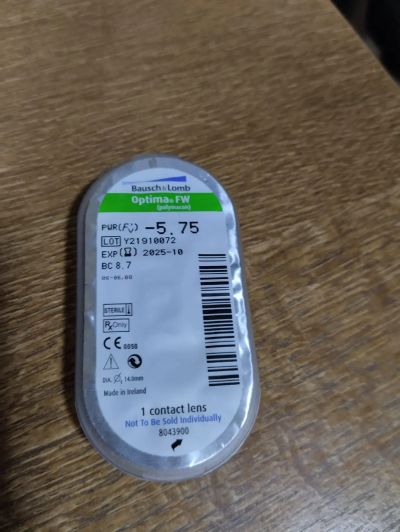 Bausch & Lomb
Optima® FW
(polymacon)
PWR(F'v) -5.75
LOT Y21910072
EXP 2025-10
BC 8.7
STERILE
Rx Only
CE 0050
DIA. Ø, 14.0mm
Made in Ireland
1 contact lens
Not To Be Sold Individually
8043900